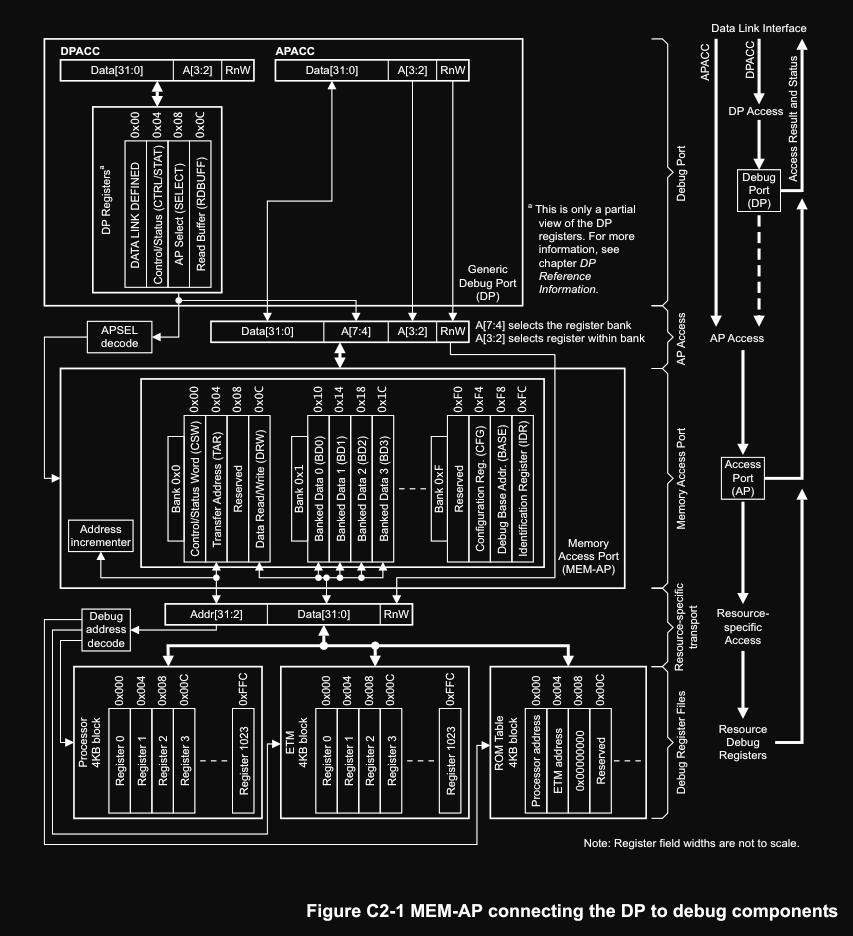 Data Link Interface
DPACC
Data[31:0] A[3:2] RnW
APACC
Data[31:0] A[3:2] RnW
DP Registersᵃ
0x00
0x04
0x08
0x0C
DATA LINK DEFINED
Control/Status (CTRL/STAT)
AP Select (SELECT)
Read Buffer (RDBUFF)
ᵃ This is only a partial
view of the DP
registers. For more
information, see
chapter DP
Reference
Information.
Generic
Debug Port
(DP)
Debug Port
APACC
DPACC
Access Result and Status
DP Access
Debug
Port
(DP)
APSEL
decode
Data[31:0] A[7:4] A[3:2] RnW
A[7:4] selects the register bank
A[3:2] selects register within bank
AP Access
AP Access
Bank 0x0
0x00
0x04
0x08
0x0C
Control/Status Word (CSW)
Transfer Address (TAR)
Reserved
Data Read/Write (DRW)
Bank 0x1
0x10
0x14
0x18
0x1C
Banked Data 0 (BD0)
Banked Data 1 (BD1)
Banked Data 2 (BD2)
Banked Data 3 (BD3)
Bank 0xF
0xF0
0xF4
0xF8
0xFC
Reserved
Configuration Reg. (CFG)
Debug Base Addr. (BASE)
Identification Register (IDR)
Address
incrementer
Memory
Access Port
(MEM-AP)
Memory Access Port
Access
Port
(AP)
Debug
address
decode
Addr[31:2] Data[31:0] RnW
Resource-specific
transport
Resource-
specific
Access
Processor
4KB block
0x000
0x004
0x008
0x00C
0xFFC
Register 0
Register 1
Register 2
Register 3
Register 1023
ETM
4KB block
0x000
0x004
0x008
0x00C
0xFFC
Register 0
Register 1
Register 2
Register 3
Register 1023
ROM Table
4KB block
0x000
0x004
0x008
0x00C
Processor address
ETM address
0x00000000
Reserved
Debug Register Files
Resource
Debug
Registers
Note: Register field widths are not to scale.
Figure C2-1 MEM-AP connecting the DP to debug components